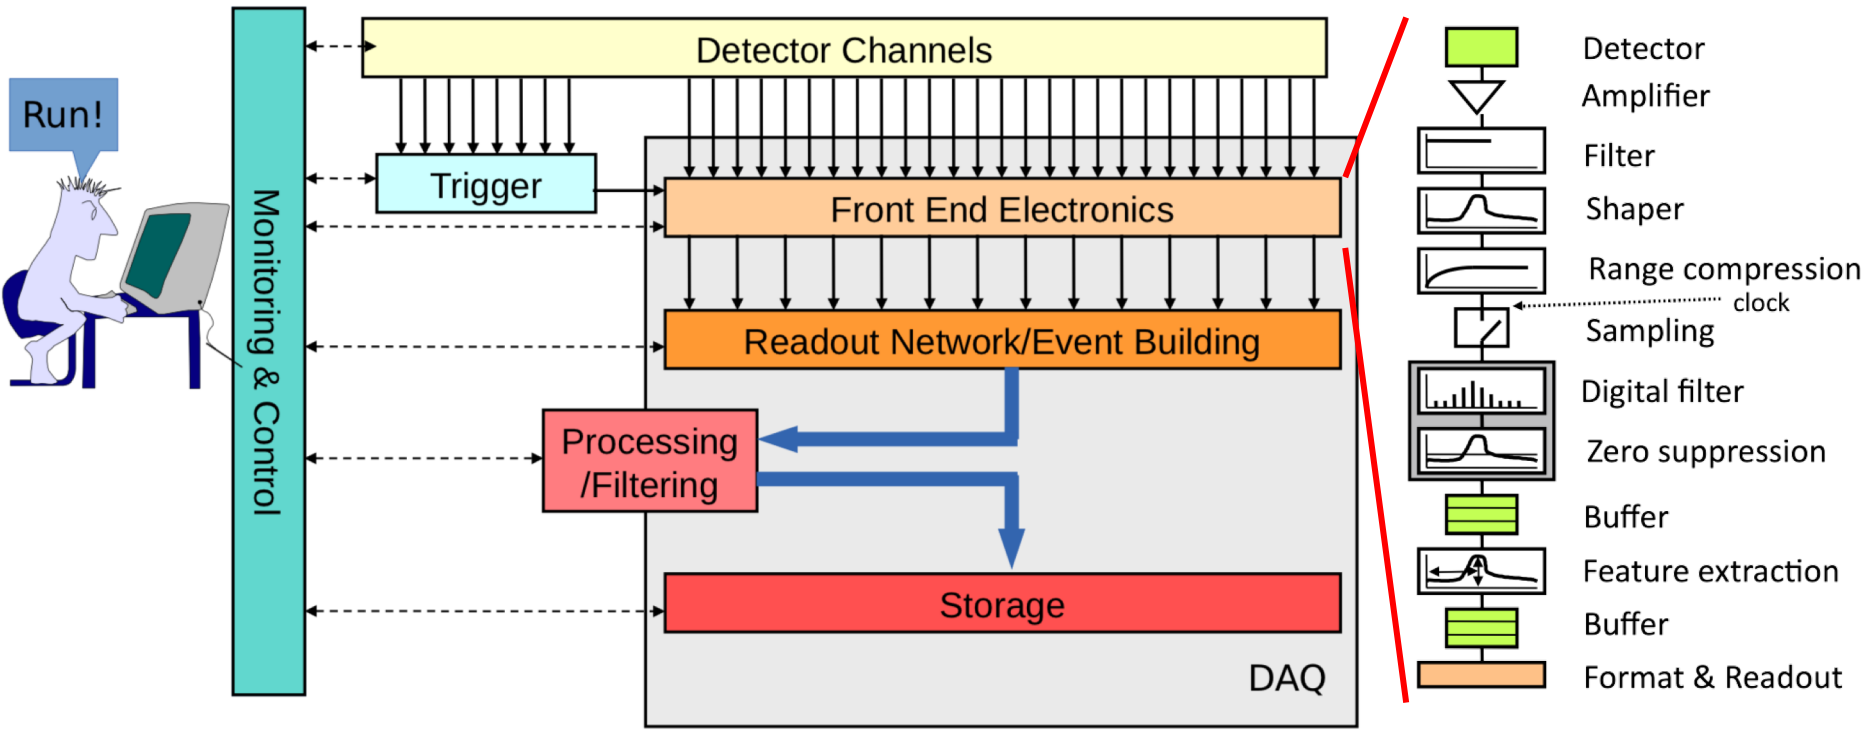 Run!
Monitoring & Control
Detector Channels
Trigger
Front End Electronics
Readout Network/Event Building
Processing
/Filtering
Storage
DAQ
Detector
Amplifier
Filter
Shaper
Range compression
clock
Sampling
Digital filter
Zero suppression
Buffer
Feature extraction
Buffer
Format & Readout